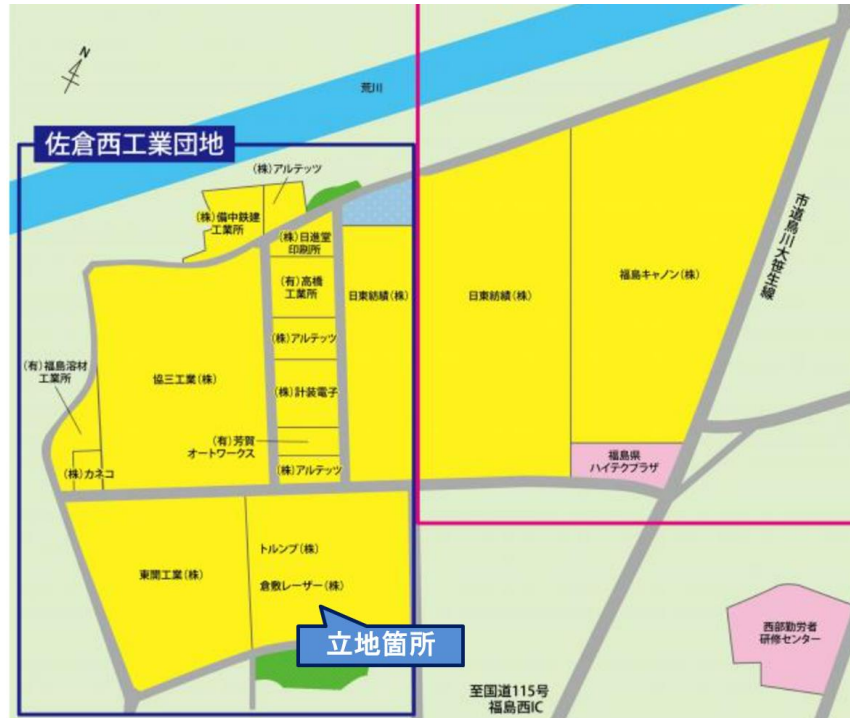 N
荒川
佐倉西工業団地
(株)アルテッツ
(株)備中鉄建
工業所
(株)日進堂
印刷所
(有)高橋
工業所
日東紡績(株)
日東紡績(株)
福島キヤノン(株)
市道鳥川大笹生線
(株)アルテッツ
(有)福島溶材
工業所
協三工業(株)
(株)計装電子
(有)芳賀
オートワークス
(株)カネコ
(株)アルテッツ
福島県
ハイテクプラザ
東開工業(株)
トルンプ(株)
倉敷レーザー(株)
立地箇所
西部勤労者
研修センター
至国道115号
福島西IC